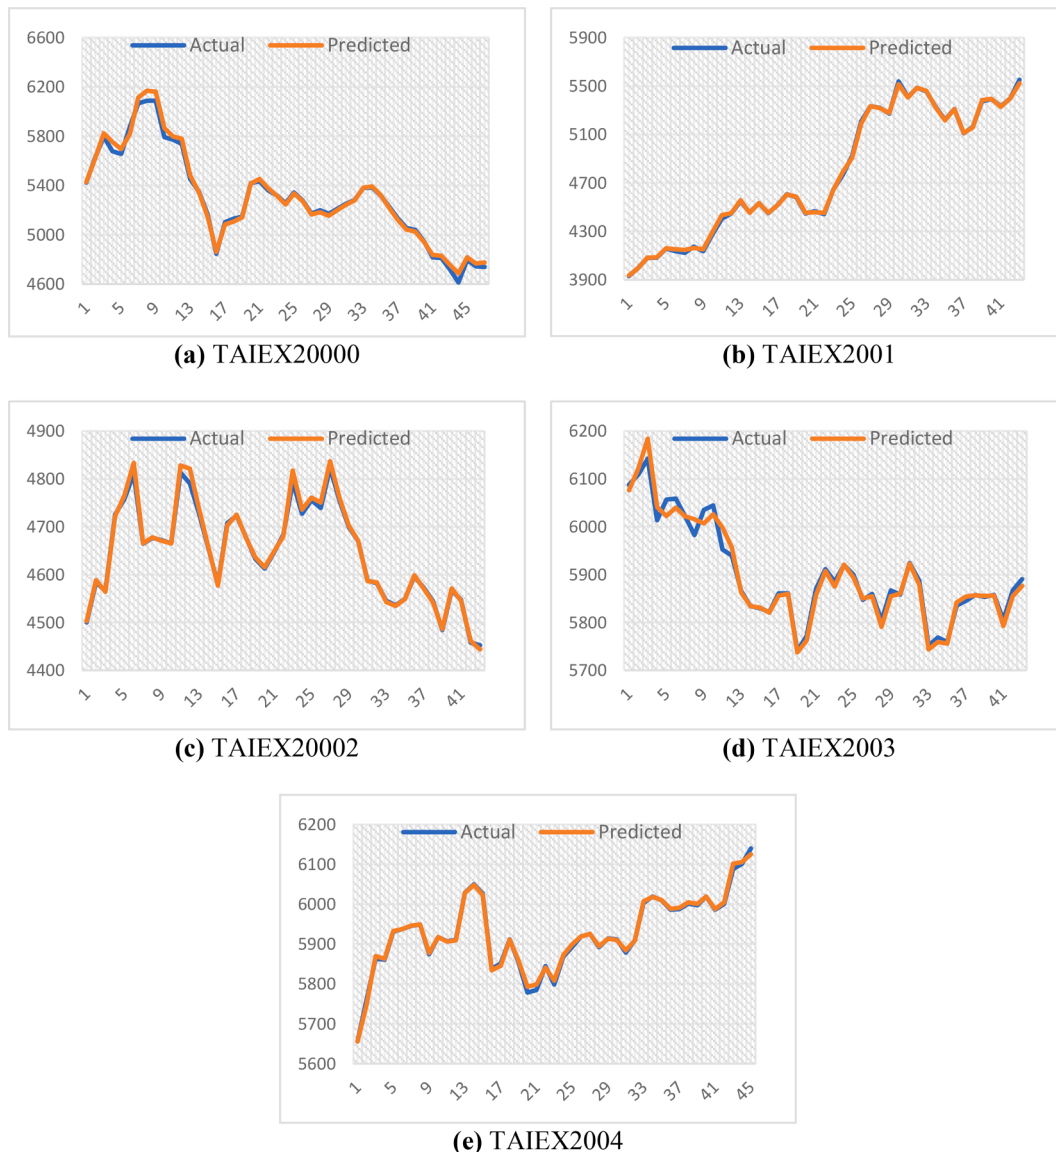 Actual Predicted
6600
6200
5800
5400
5000
4600
1 5 9 13 17 21 25 29 33 37 41 45
(a) TAIEX20000
Actual Predicted
5900
5500
5100
4700
4300
3900
1 5 9 13 17 21 25 29 33 37 41
(b) TAIEX2001
Actual Predicted
4900
4800
4700
4600
4500
4400
1 5 9 13 17 21 25 29 33 37 41
(c) TAIEX20002
Actual Predicted
6200
6100
6000
5900
5800
5700
1 5 9 13 17 21 25 29 33 37 41
(d) TAIEX2003
Actual Predicted
6200
6100
6000
5900
5800
5700
5600
1 5 9 13 17 21 25 29 33 37 41 45
(e) TAIEX2004